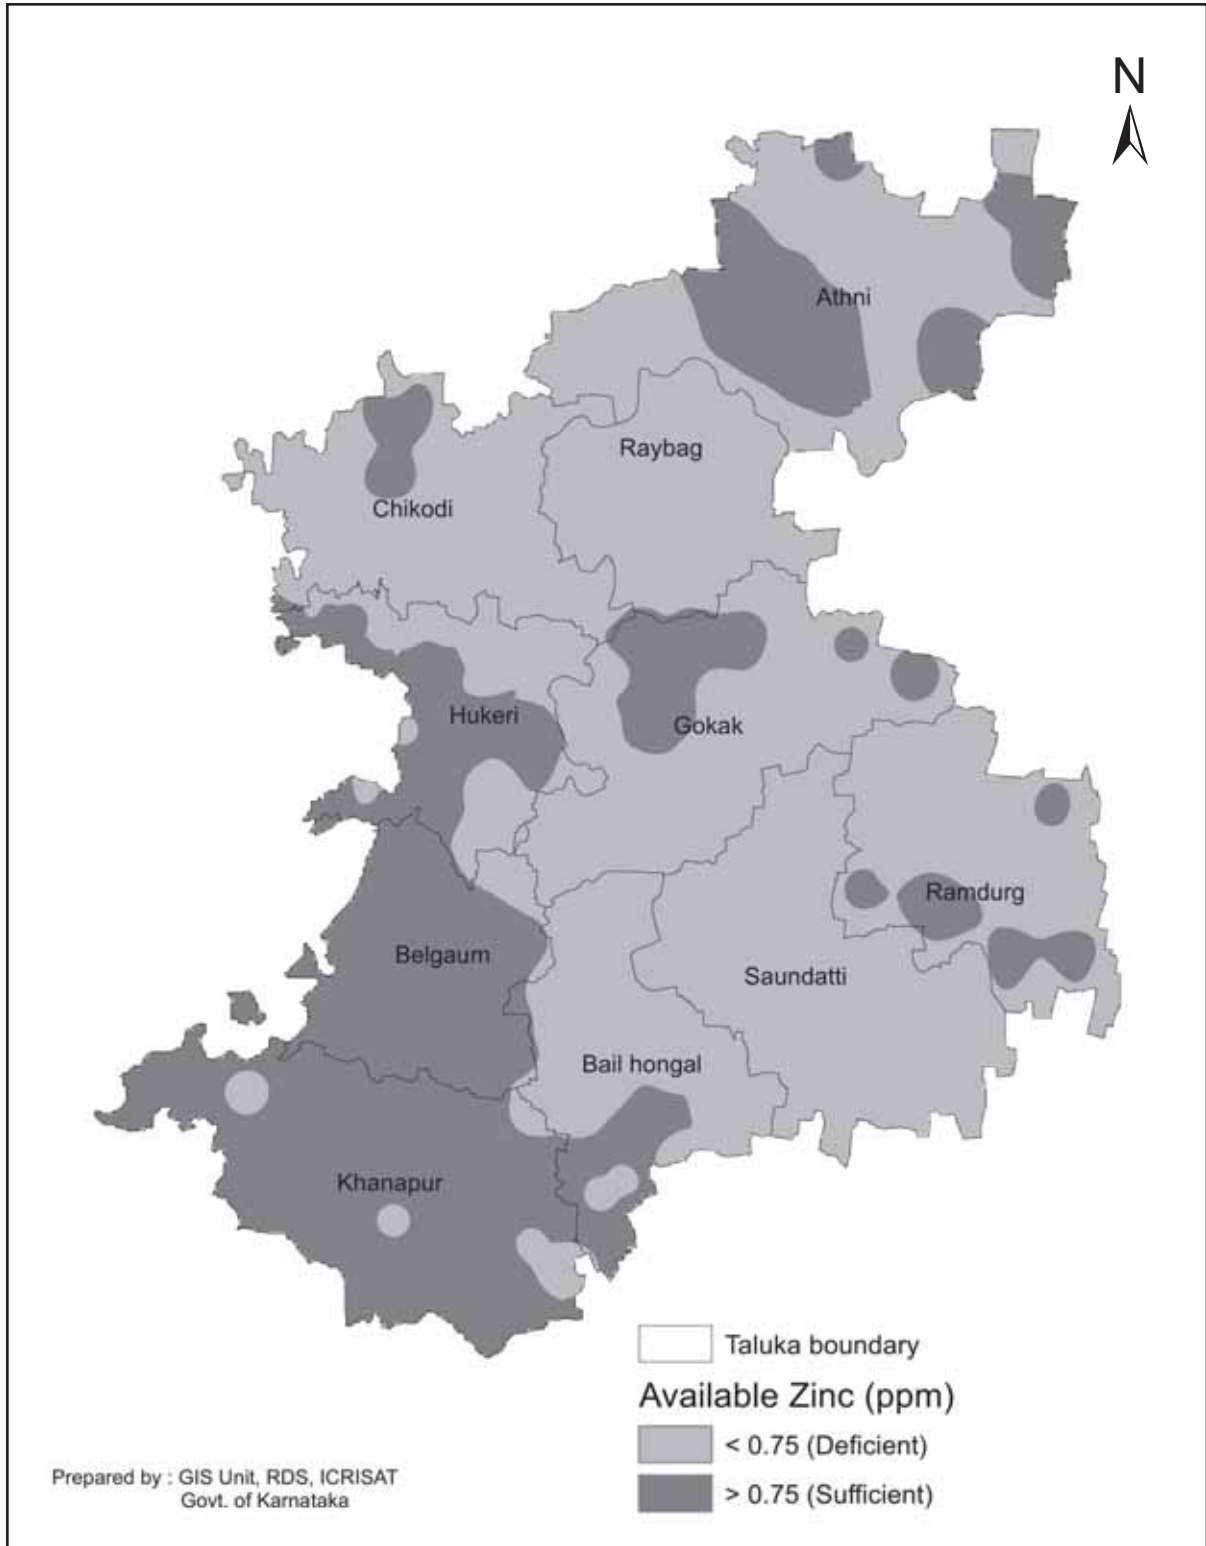 N
Athni
Raybag
Chikodi
Hukeri
Gokak
Ramdurg
Belgaum
Saundatti
Bail hongal
Khanapur
Taluka boundary
Available Zinc (ppm)
< 0.75 (Deficient)
> 0.75 (Sufficient)
Prepared by : GIS Unit, RDS, ICRISAT
Govt. of Karnataka